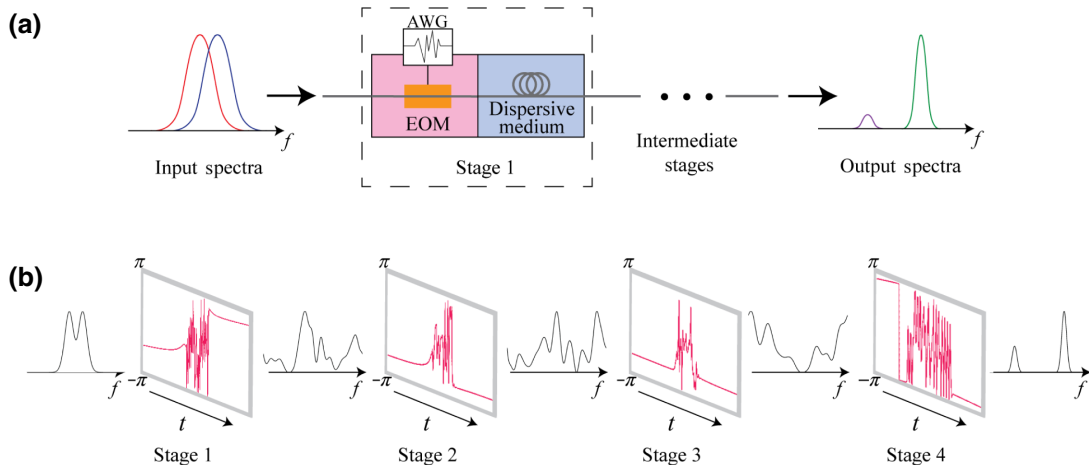 (a)
AWG
EOM
Dispersive
medium
Stage 1
f
Input spectra
Intermediate
stages
f
Output spectra
(b)
π
−π
t
f
Stage 1
π
−π
t
f
Stage 2
π
−π
t
f
Stage 3
π
−π
t
f
Stage 4
f